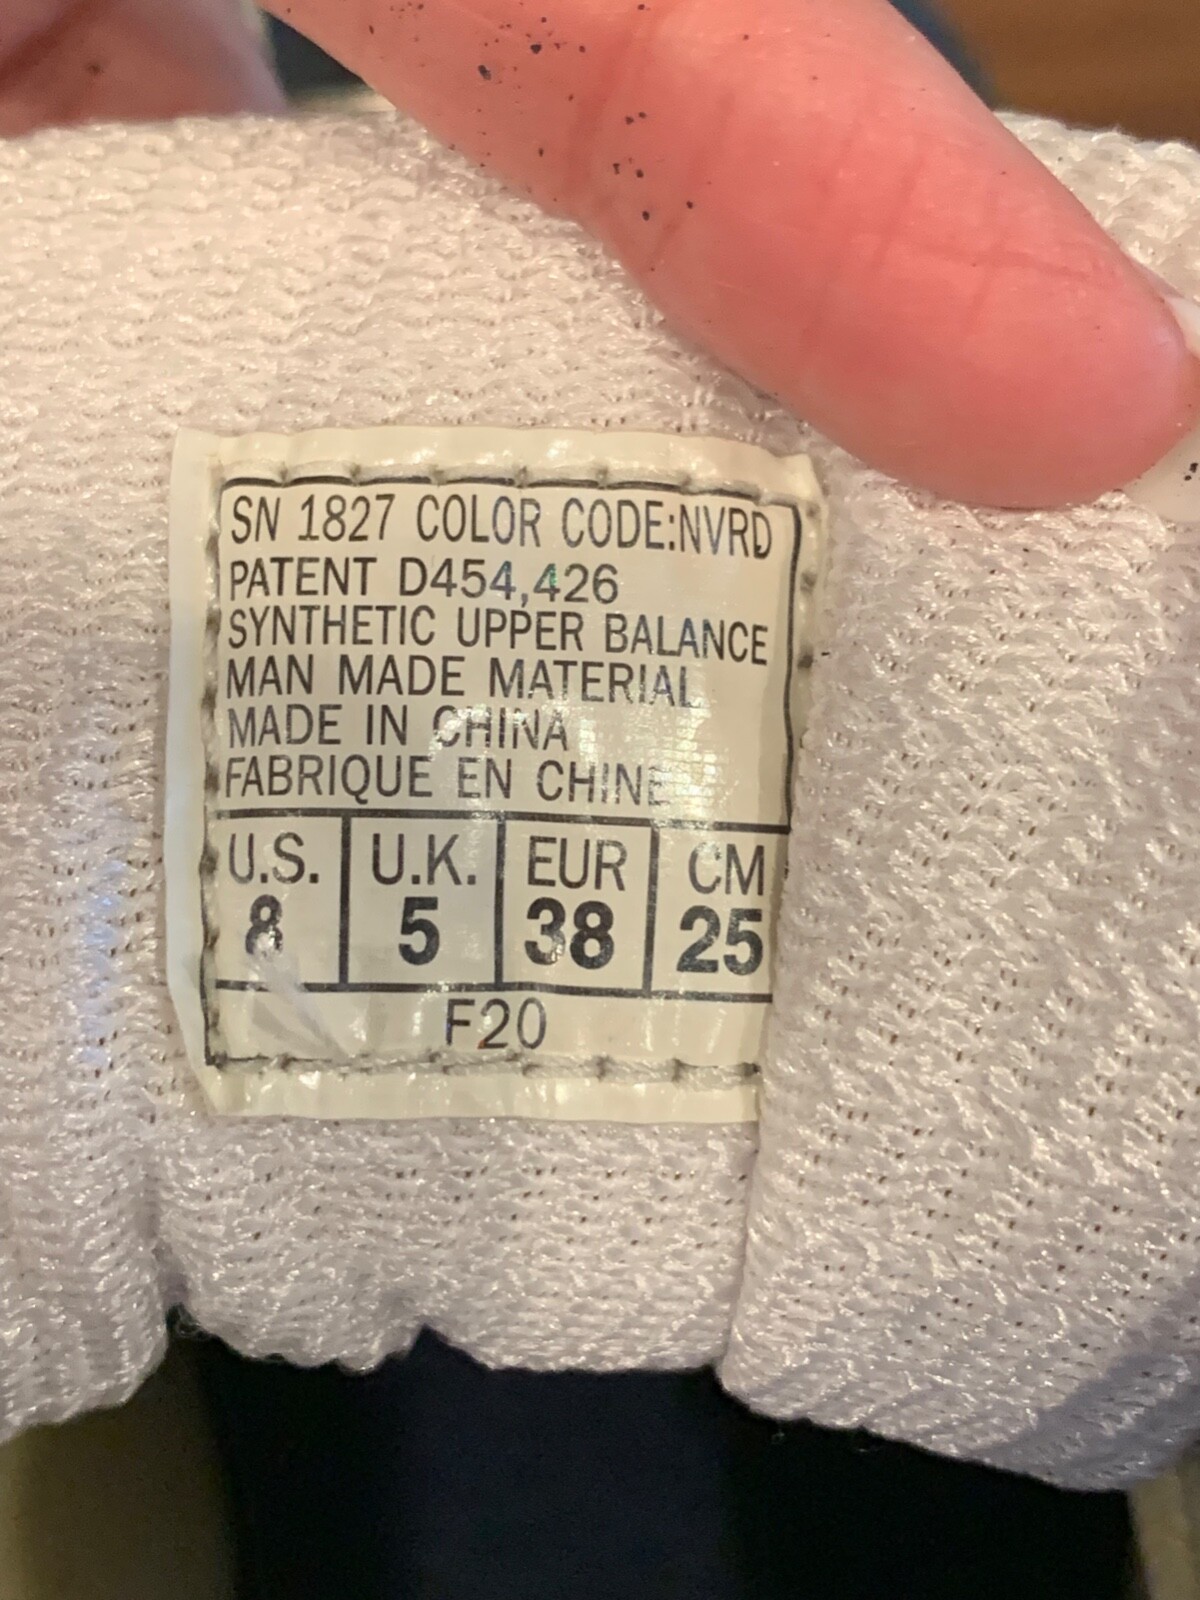 SN 1827 COLOR CODE:NVRD
PATENT D454,426
SYNTHETIC UPPER BALANCE
MAN MADE MATERIAL
MADE IN CHINA
FABRIQUE EN CHINE
U.S. U.K. EUR CM
8 5 38 25
F20